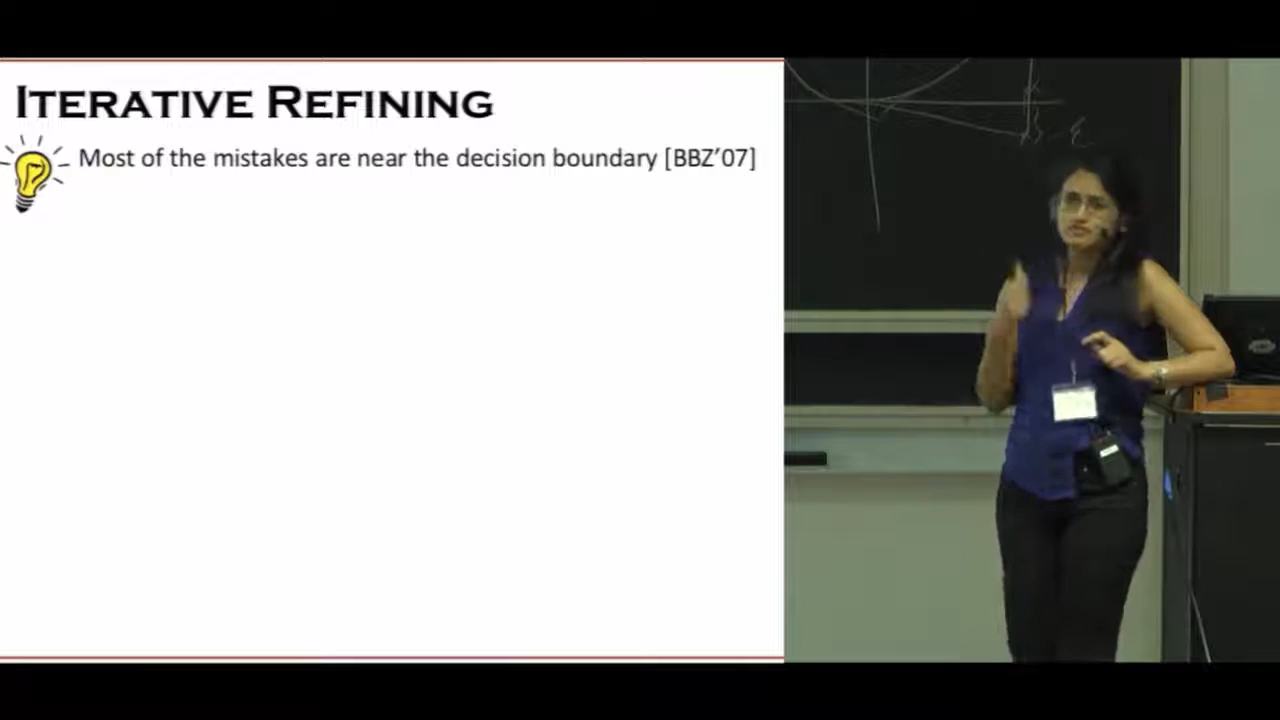 ITERATIVE REFINING
Most of the mistakes are near the decision boundary [BBZ'07]